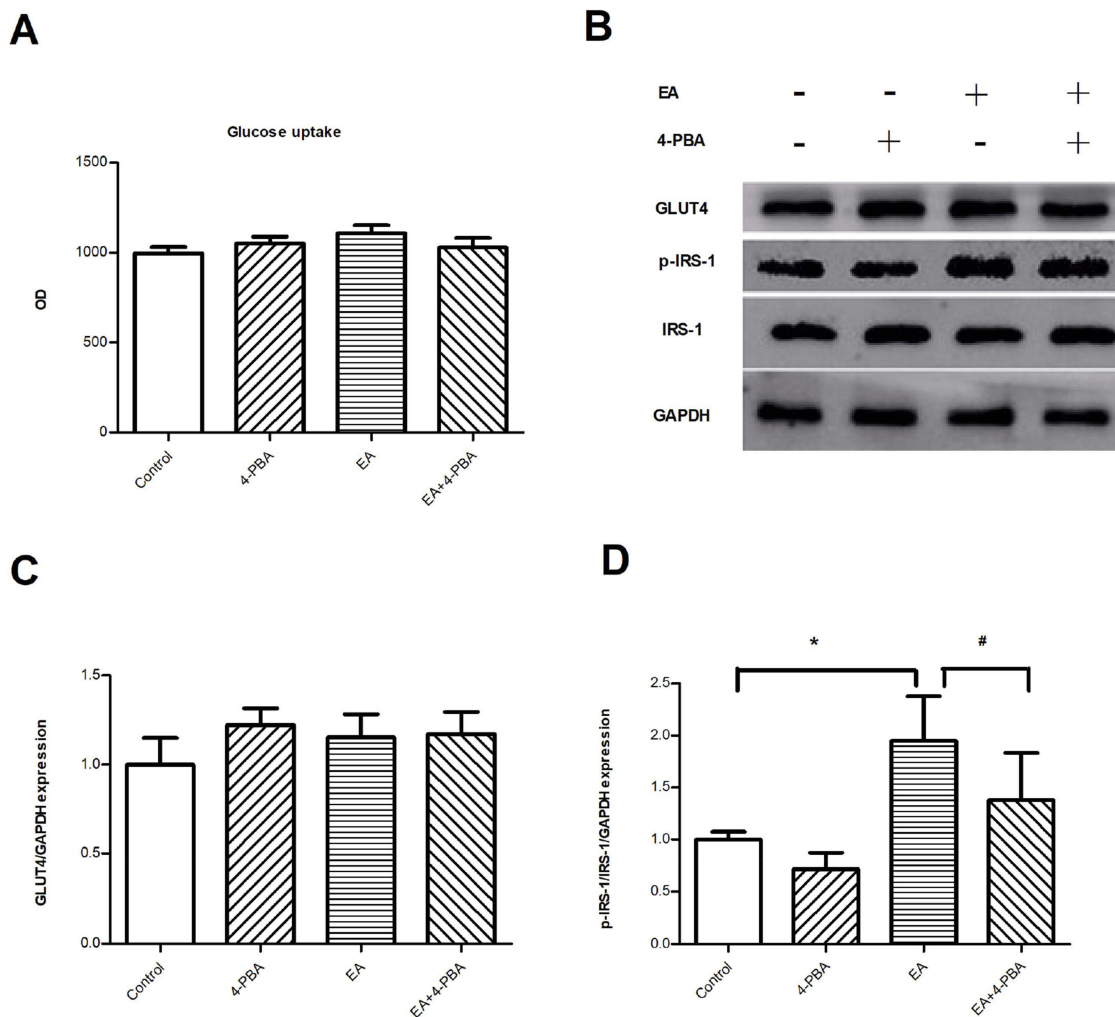 A
Glucose uptake
1500
1000
500
0
OD
Control
4-PBA
EA
EA+4-PBA
B
EA - - + +
4-PBA - + - +
GLUT4
p-IRS-1
IRS-1
GAPDH
C
1.5
1.0
0.5
0.0
GLUT4/GAPDH expression
Control
4-PBA
EA
EA+4-PBA
D
* #
2.5
2.0
1.5
1.0
0.5
0.0
p-IRS-1/IRS-1/GAPDH expression
Control
4-PBA
EA
EA+4-PBA